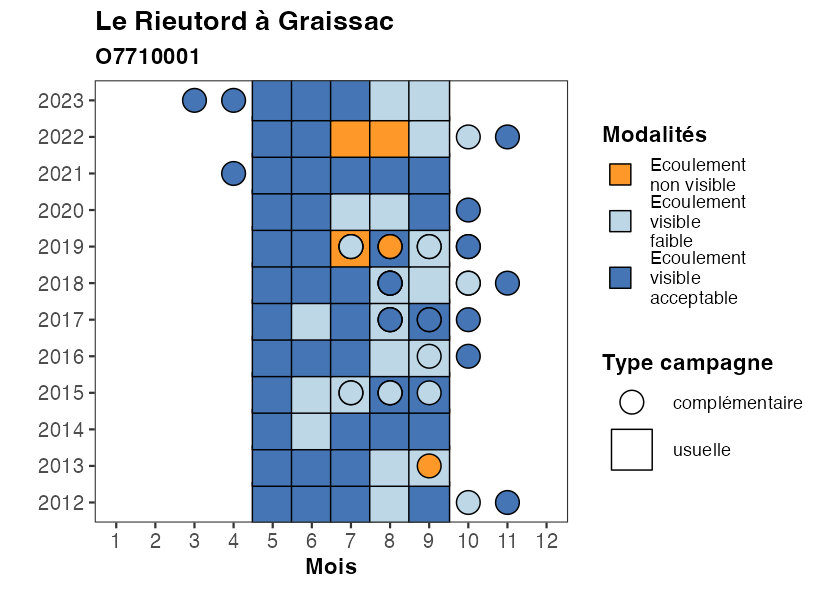 Le Rieutord à Graissac
O7710001
2023
2022
2021
2020
2019
2018
2017
2016
2015
2014
2013
2012
1 2 3 4 5 6 7 8 9 10 11 12
Mois
Modalités
Ecoulement
non visible
Ecoulement
visible
faible
Ecoulement
visible
acceptable
Type campagne
complémentaire
usuelle